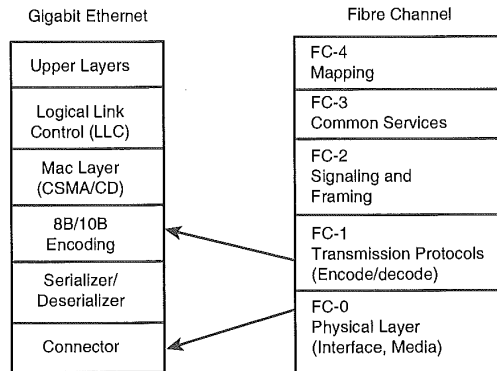 Gigabit Ethernet
Upper Layers
Logical Link
Control (LLC)
Mac Layer
(CSMA/CD)
8B/10B
Encoding
Serializer/
Deserializer
Connector
Fibre Channel
FC-4
Mapping
FC-3
Common Services
FC-2
Signaling and
Framing
FC-1
Transmission Protocols
(Encode/decode)
FC-0
Physical Layer
(Interface, Media)